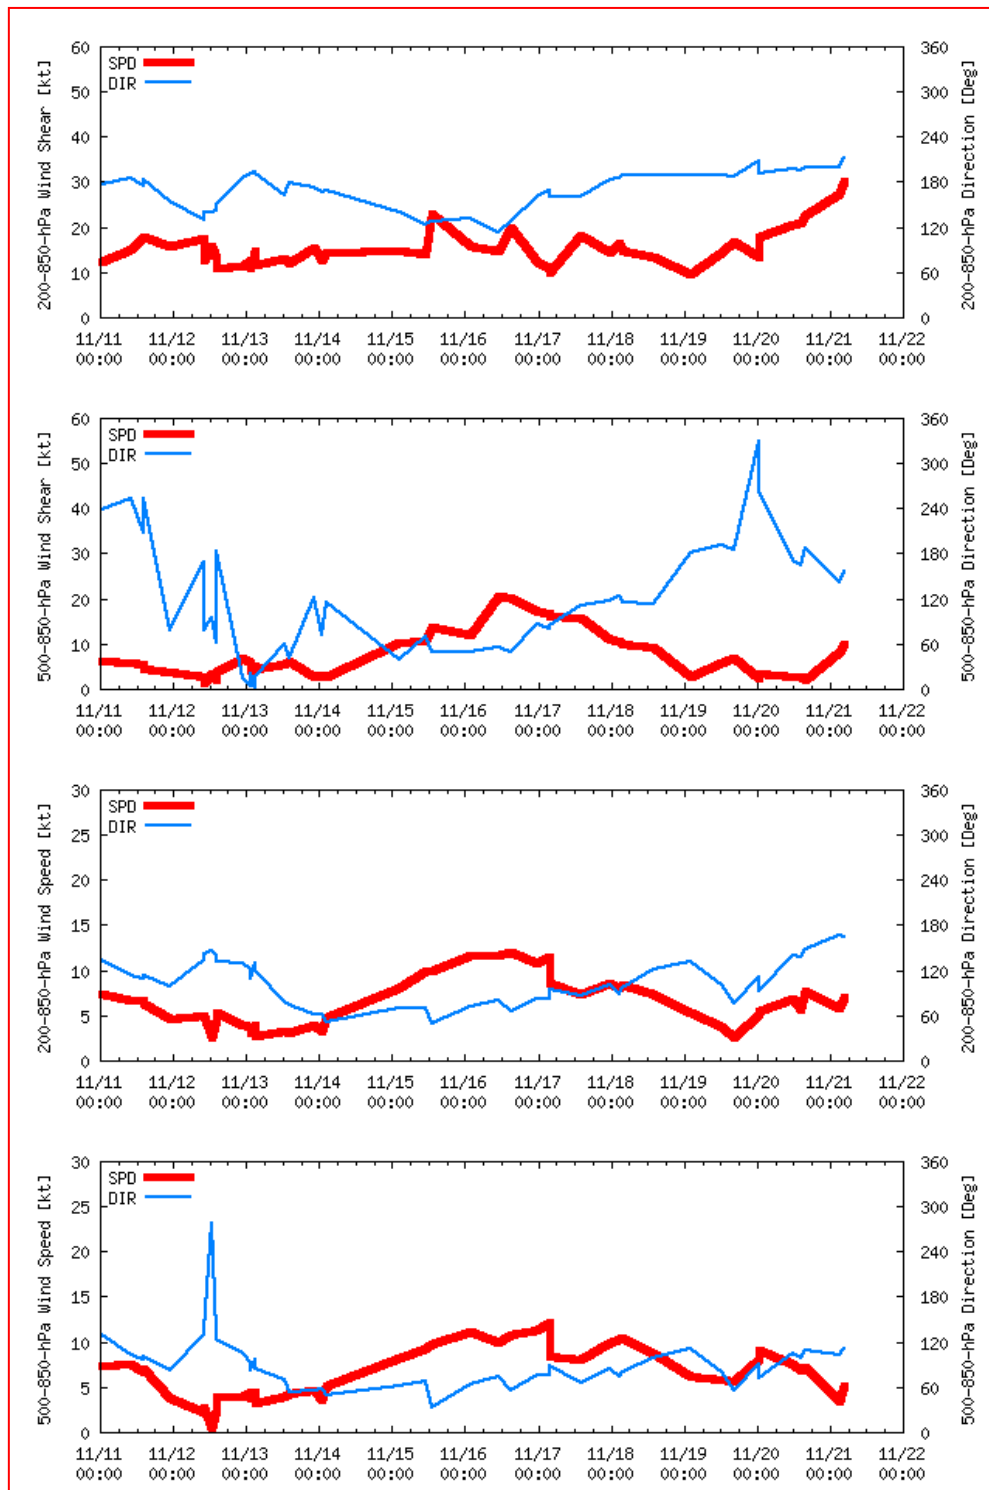 200-850-hPa Wind Shear [kt]
60
50
40
30
20
10
0
SPD
DIR
360
300
240
180
120
60
0
200-850-hPa Direction [Deg]
11/11 11/12 11/13 11/14 11/15 11/16 11/17 11/18 11/19 11/20 11/21 11/22
00:00 00:00 00:00 00:00 00:00 00:00 00:00 00:00 00:00 00:00 00:00 00:00
500-850-hPa Wind Shear [kt]
60
50
40
30
20
10
0
SPD
DIR
360
300
240
180
120
60
0
500-850-hPa Direction [Deg]
11/11 11/12 11/13 11/14 11/15 11/16 11/17 11/18 11/19 11/20 11/21 11/22
00:00 00:00 00:00 00:00 00:00 00:00 00:00 00:00 00:00 00:00 00:00 00:00
200-850-hPa Wind Speed [kt]
30
25
20
15
10
5
0
SPD
DIR
360
300
240
180
120
60
0
200-850-hPa Direction [Deg]
11/11 11/12 11/13 11/14 11/15 11/16 11/17 11/18 11/19 11/20 11/21 11/22
00:00 00:00 00:00 00:00 00:00 00:00 00:00 00:00 00:00 00:00 00:00 00:00
500-850-hPa Wind Speed [kt]
30
25
20
15
10
5
0
SPD
DIR
360
300
240
180
120
60
0
500-850-hPa Direction [Deg]
11/11 11/12 11/13 11/14 11/15 11/16 11/17 11/18 11/19 11/20 11/21 11/22
00:00 00:00 00:00 00:00 00:00 00:00 00:00 00:00 00:00 00:00 00:00 00:00